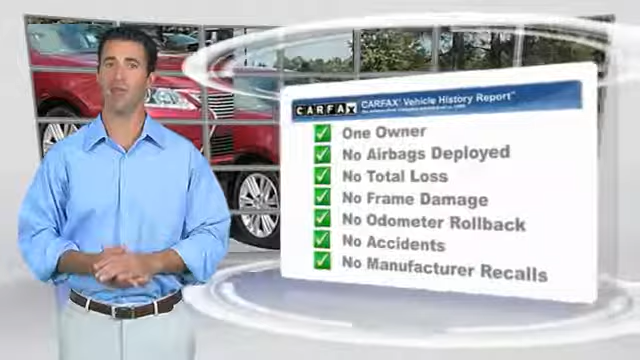 CARFAX CARFAX Vehicle History Report™
One Owner
No Airbags Deployed
No Total Loss
No Frame Damage
No Odometer Rollback
No Accidents
No Manufacturer Recalls